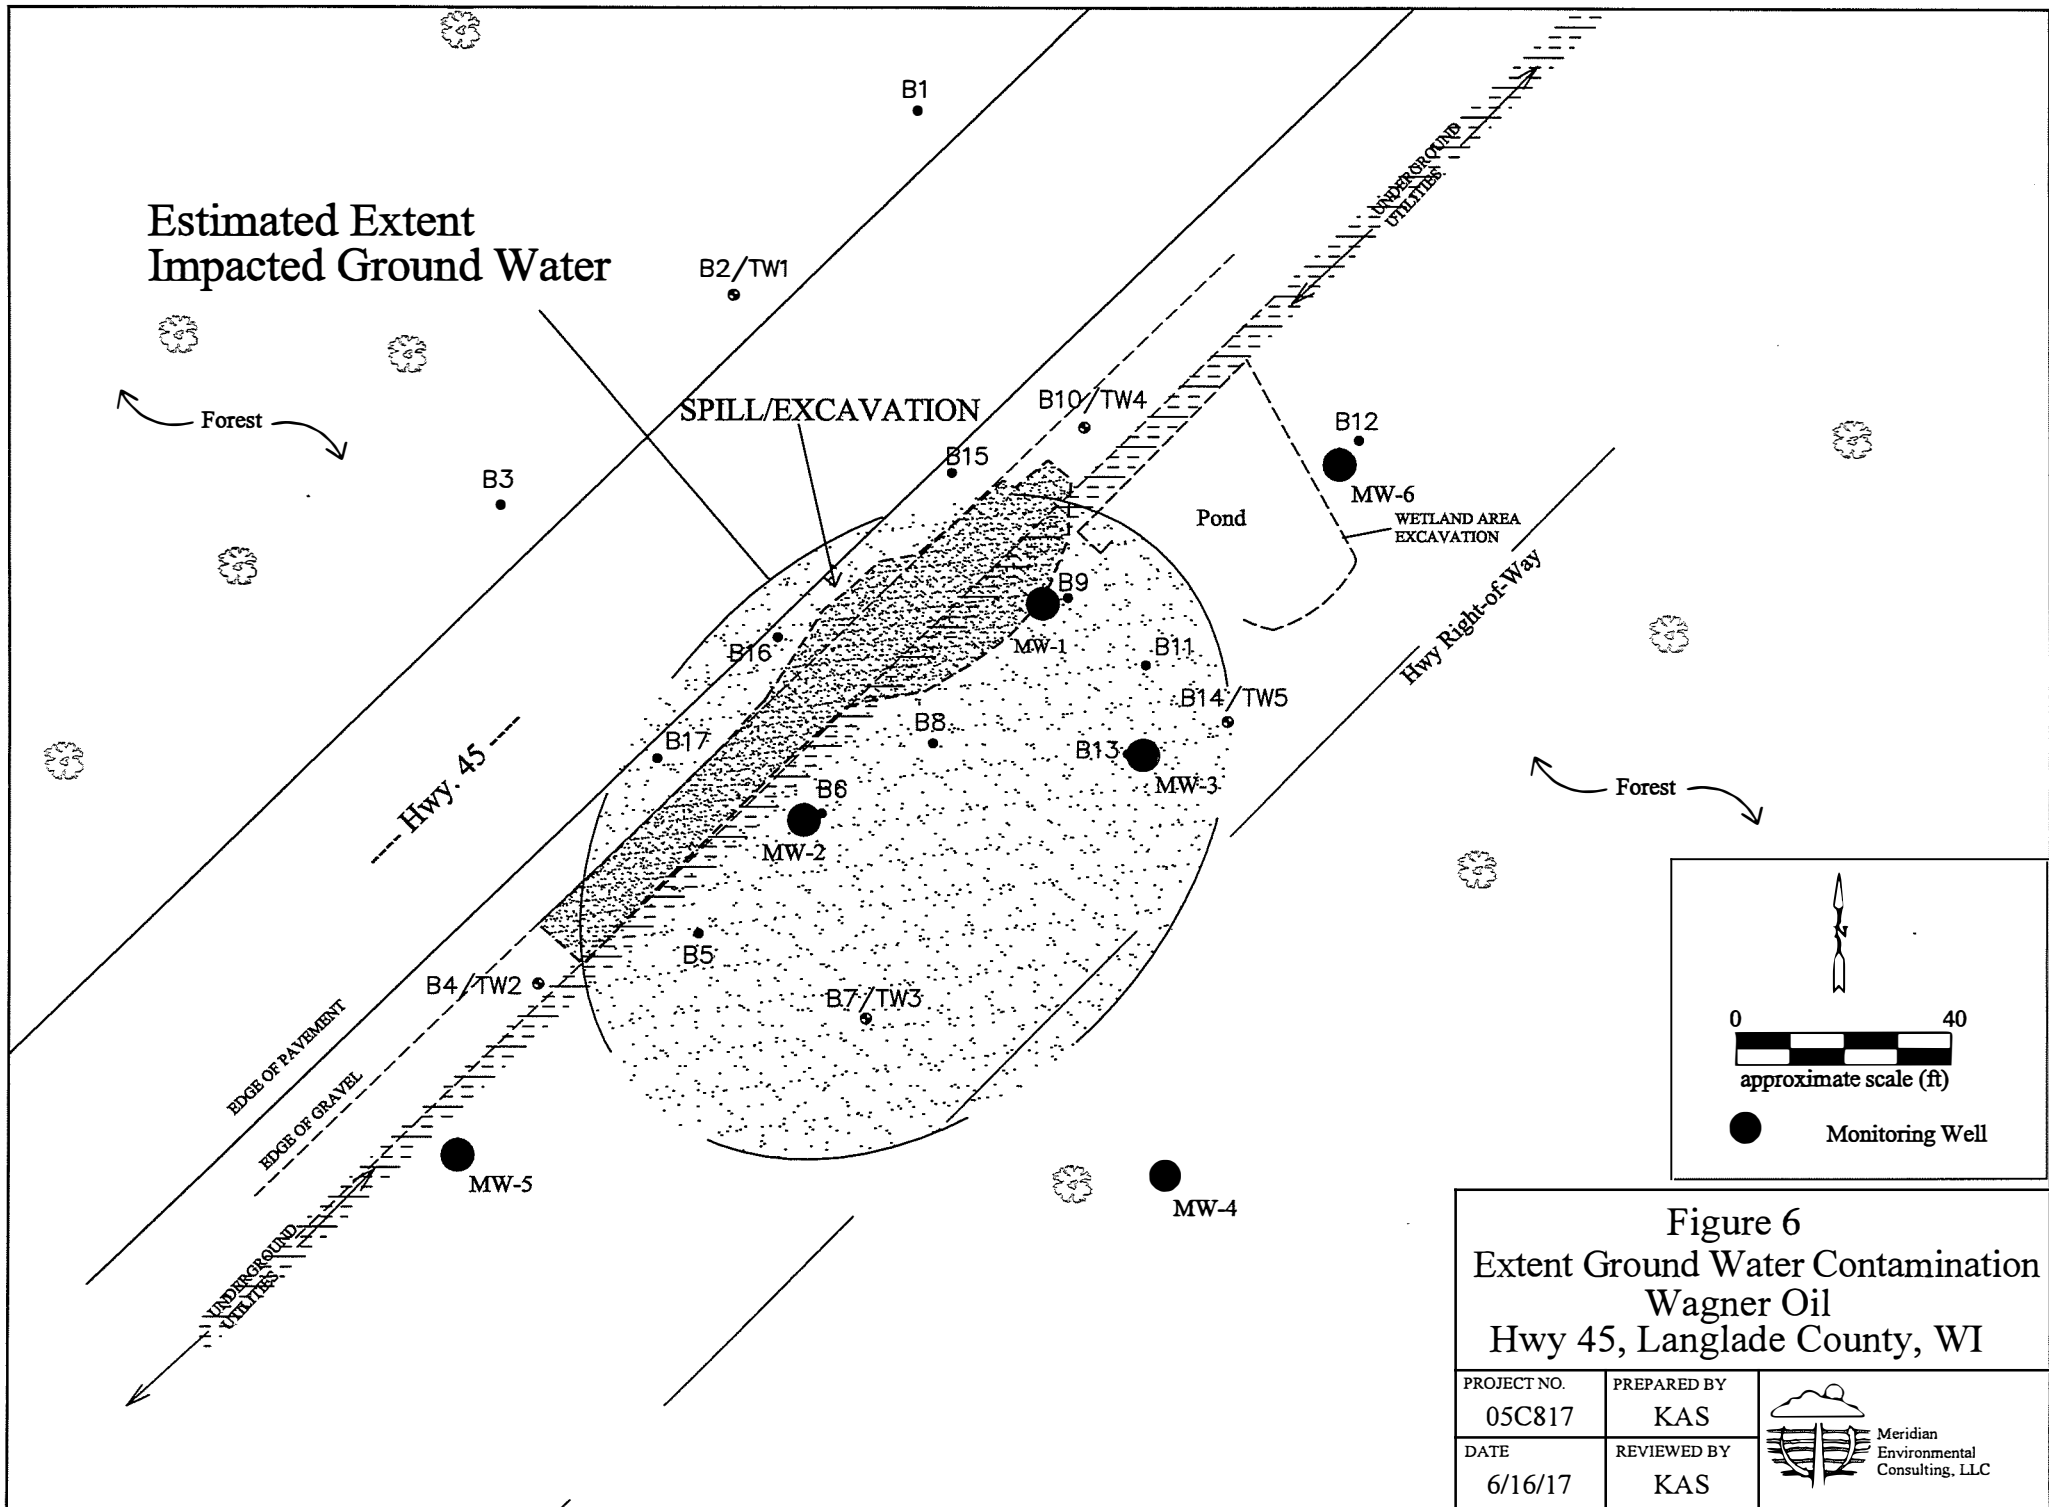 B1
Estimated Extent
Impacted Ground Water
B2/TW1
UNDERGROUND
UTILITIES
Forest
SPILL/EXCAVATION
B10/TW4
B12
B15
B3
MW-6
Pond
WETLAND AREA
EXCAVATION
B9
Hwy Right-of-Way
MW-1
B16
B11
B14/TW5
B8
B17
B13
Hwy. 45
MW-3
B6
Forest
MW-2
B5
B4/TW2
B7/TW3
EDGE OF PAVEMENT
EDGE OF GRAVEL
MW-5
MW-4
UNDERGROUND
UTILITIES
N
0 40
approximate scale (ft)
Monitoring Well
Figure 6
Extent Ground Water Contamination
Wagner Oil
Hwy 45, Langlade County, WI
PROJECT NO.
05C817
PREPARED BY
KAS
DATE
6/16/17
REVIEWED BY
KAS
Meridian
Environmental
Consulting, LLC